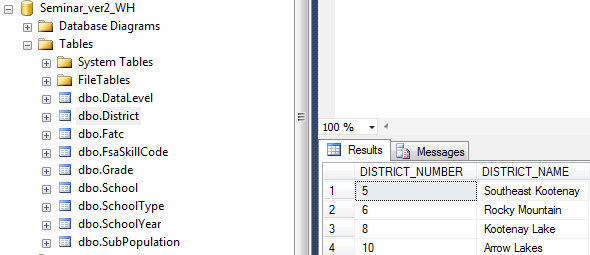 Seminar_ver2_WH
Database Diagrams
Tables
System Tables
FileTables
dbo.DataLevel
dbo.District
dbo.Fatc
dbo.FsaSkillCode
dbo.Grade
dbo.School
dbo.SchoolType
dbo.SchoolYear
dbo.SubPopulation
100 %
Results Messages
DISTRICT_NUMBER DISTRICT_NAME
1 5 Southeast Kootenay
2 6 Rocky Mountain
3 8 Kootenay Lake
4 10 Arrow Lakes